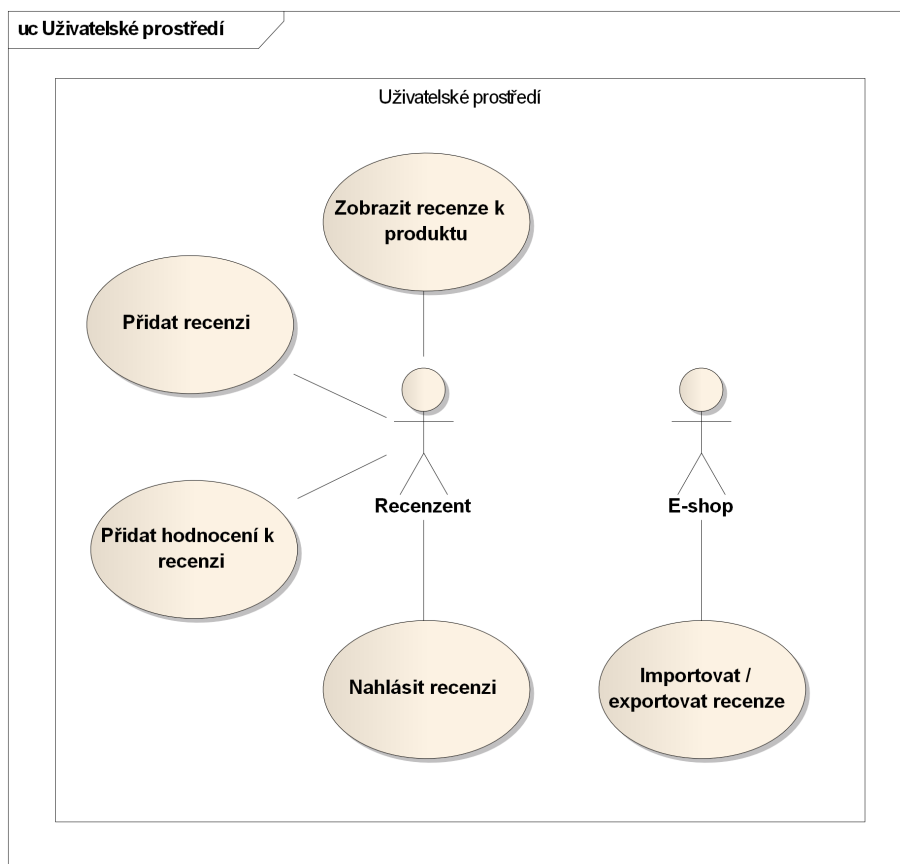 uc Uživatelské prostředí
Uživatelské prostředí
Zobrazit recenze k
produktu
Přidat recenzi
Recenzent
E-shop
Přidat hodnocení k
recenzi
Nahlásit recenzi
Importovat /
exportovat recenze